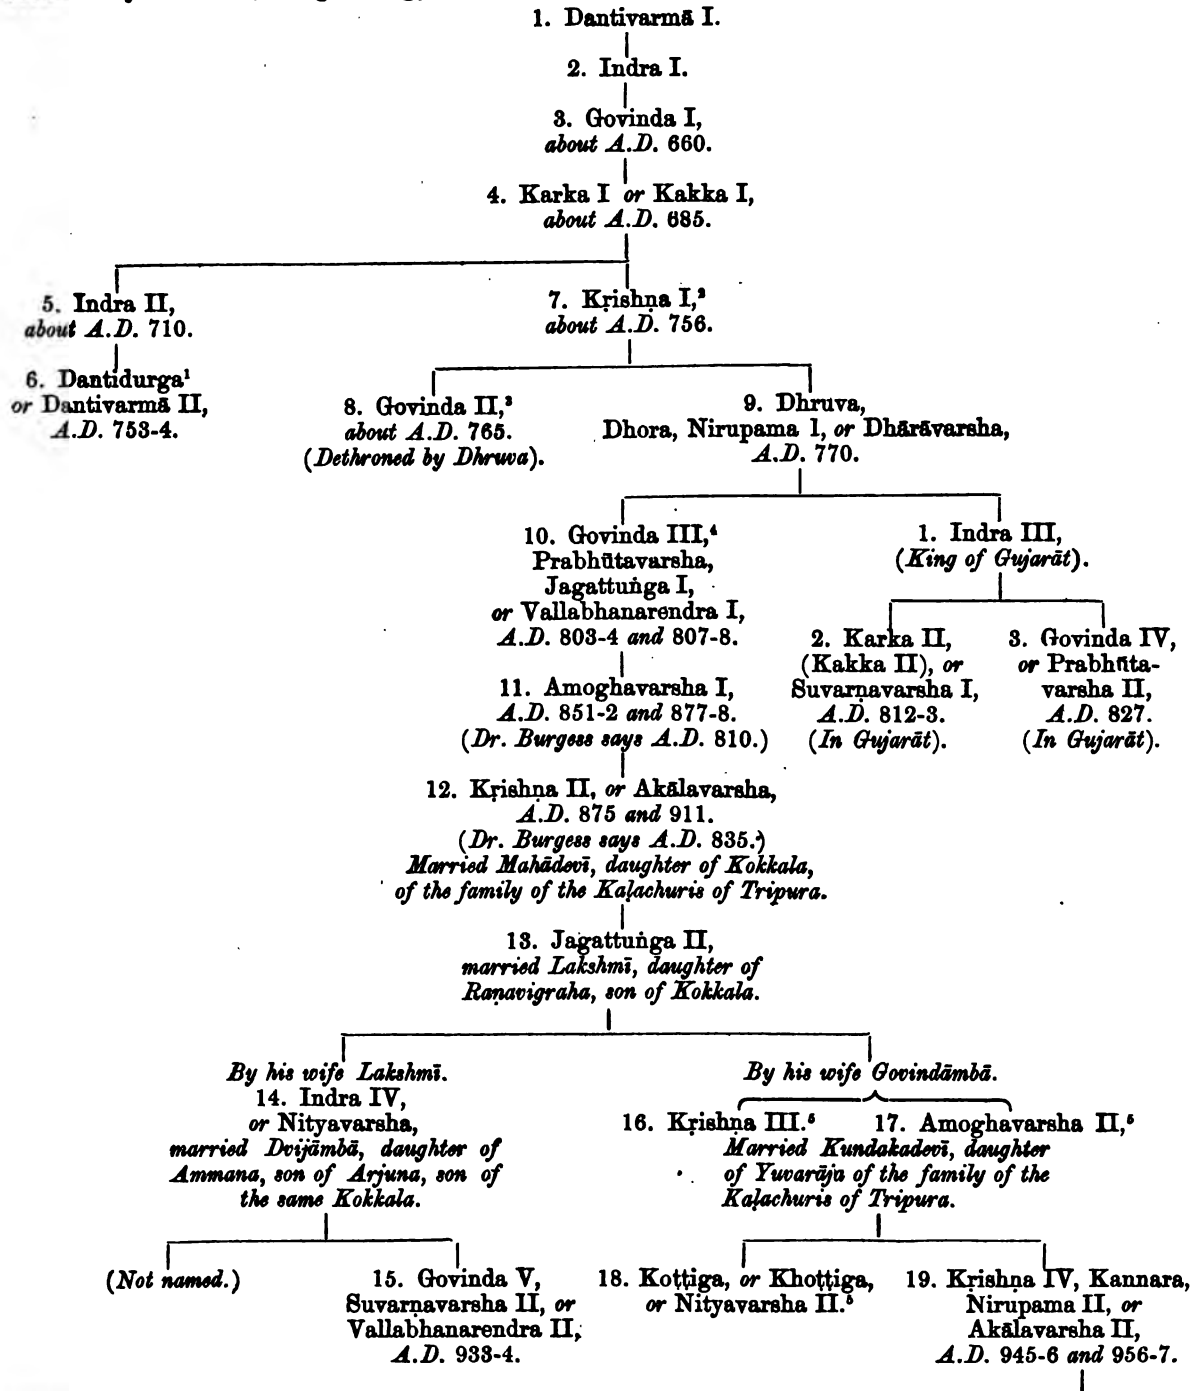 1. Dantivarmā I.
2. Indra I.
3. Govinda I,
about A.D. 660.
4. Karka I or Kakka I,
about A.D. 685.
5. Indra II,
about A.D. 710.
6. Dantidurga¹
or Dantivarmā II,
A.D. 753-4.
7. Kṛishṇa I,²
about A.D. 756.
8. Govinda II,³
about A.D. 765.
(Dethroned by Dhruva).
9. Dhruva,
Dhora, Nirupama 1, or Dhārāvarsha,
A.D. 770.
10. Govinda III,⁴
Prabhūtavarsha,
Jagattuṅga I,
or Vallabhanarendra I,
A.D. 803-4 and 807-8.
1. Indra III,
(King of Gujarāt).
2. Karka II,
(Kakka II), or
Suvarṇavarsha I,
A.D. 812-3.
(In Gujarāt).
3. Govinda IV,
or Prabhūta-
varsha II,
A.D. 827.
(In Gujarāt).
11. Amoghavarsha I,
A.D. 851-2 and 877-8.
(Dr. Burgess says A.D. 810.)
12. Kṛishṇa II, or Akālavarsha,
A.D. 875 and 911.
(Dr. Burgess says A.D. 835.)
Married Mahādevī, daughter of Kokkala,
of the family of the Kaḷachuris of Tripura.
13. Jagattuṅga II,
married Lakshmī, daughter of
Raṇavigraha, son of Kokkala.
By his wife Lakshmī.
14. Indra IV,
or Nityavarsha,
married Dvijāmbā, daughter of
Ammana, son of Arjuna, son of
the same Kokkala.
By his wife Govindāmbā.
16. Kṛishṇa III.⁵ 17. Amoghavarsha II,⁵
Married Kundakadevī, daughter
of Yuvarāja of the family of the
Kaḷachuris of Tripura.
(Not named.)
15. Govinda V,
Suvarṇavarsha II, or
Vallabhanarendra II,
A.D. 933-4.
18. Koṭṭiga, or Khoṭṭiga,
or Nityavarsha II.⁵
19. Kṛishṇa IV, Kannara,
Nirupama II, or
Akālavarsha II,
A.D. 945-6 and 956-7.